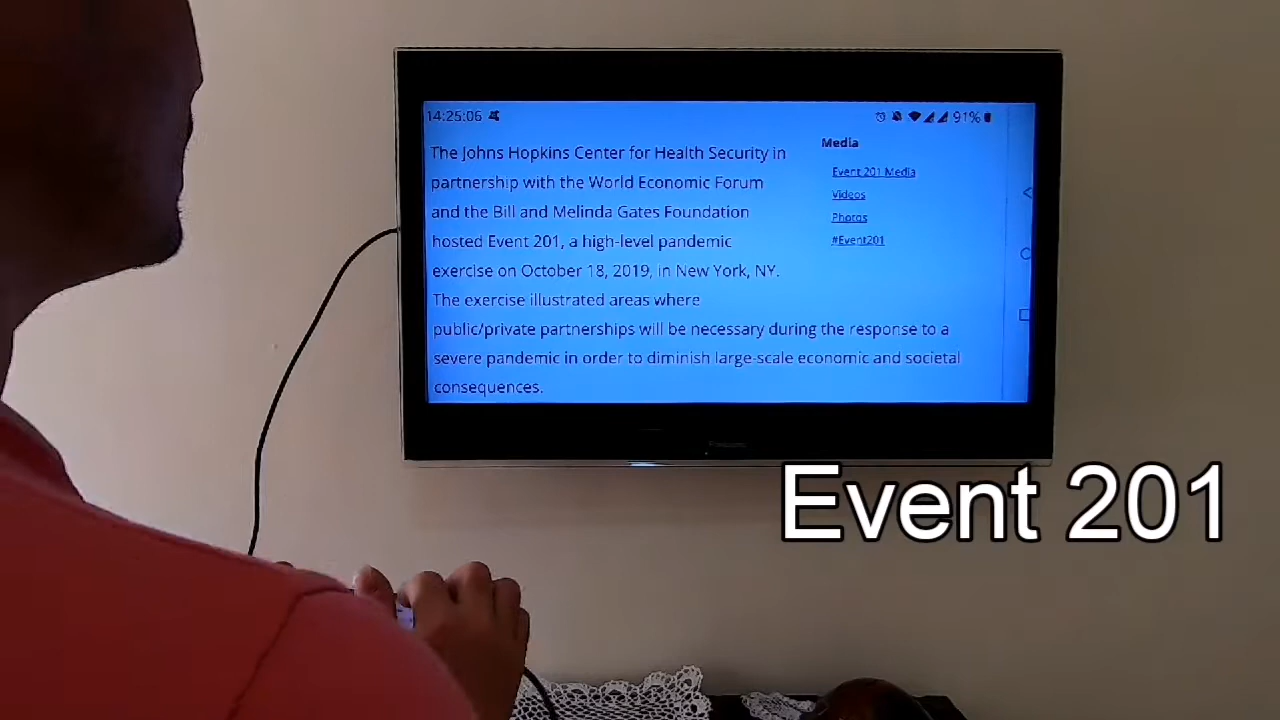 14:25:06
91%
The Johns Hopkins Center for Health Security in
partnership with the World Economic Forum
and the Bill and Melinda Gates Foundation
hosted Event 201, a high-level pandemic
exercise on October 18, 2019, in New York, NY.
The exercise illustrated areas where
public/private partnerships will be necessary during the response to a
severe pandemic in order to diminish large-scale economic and societal
consequences.
Media
Event 201 Media
Videos
Photos
#Event201
Event 201